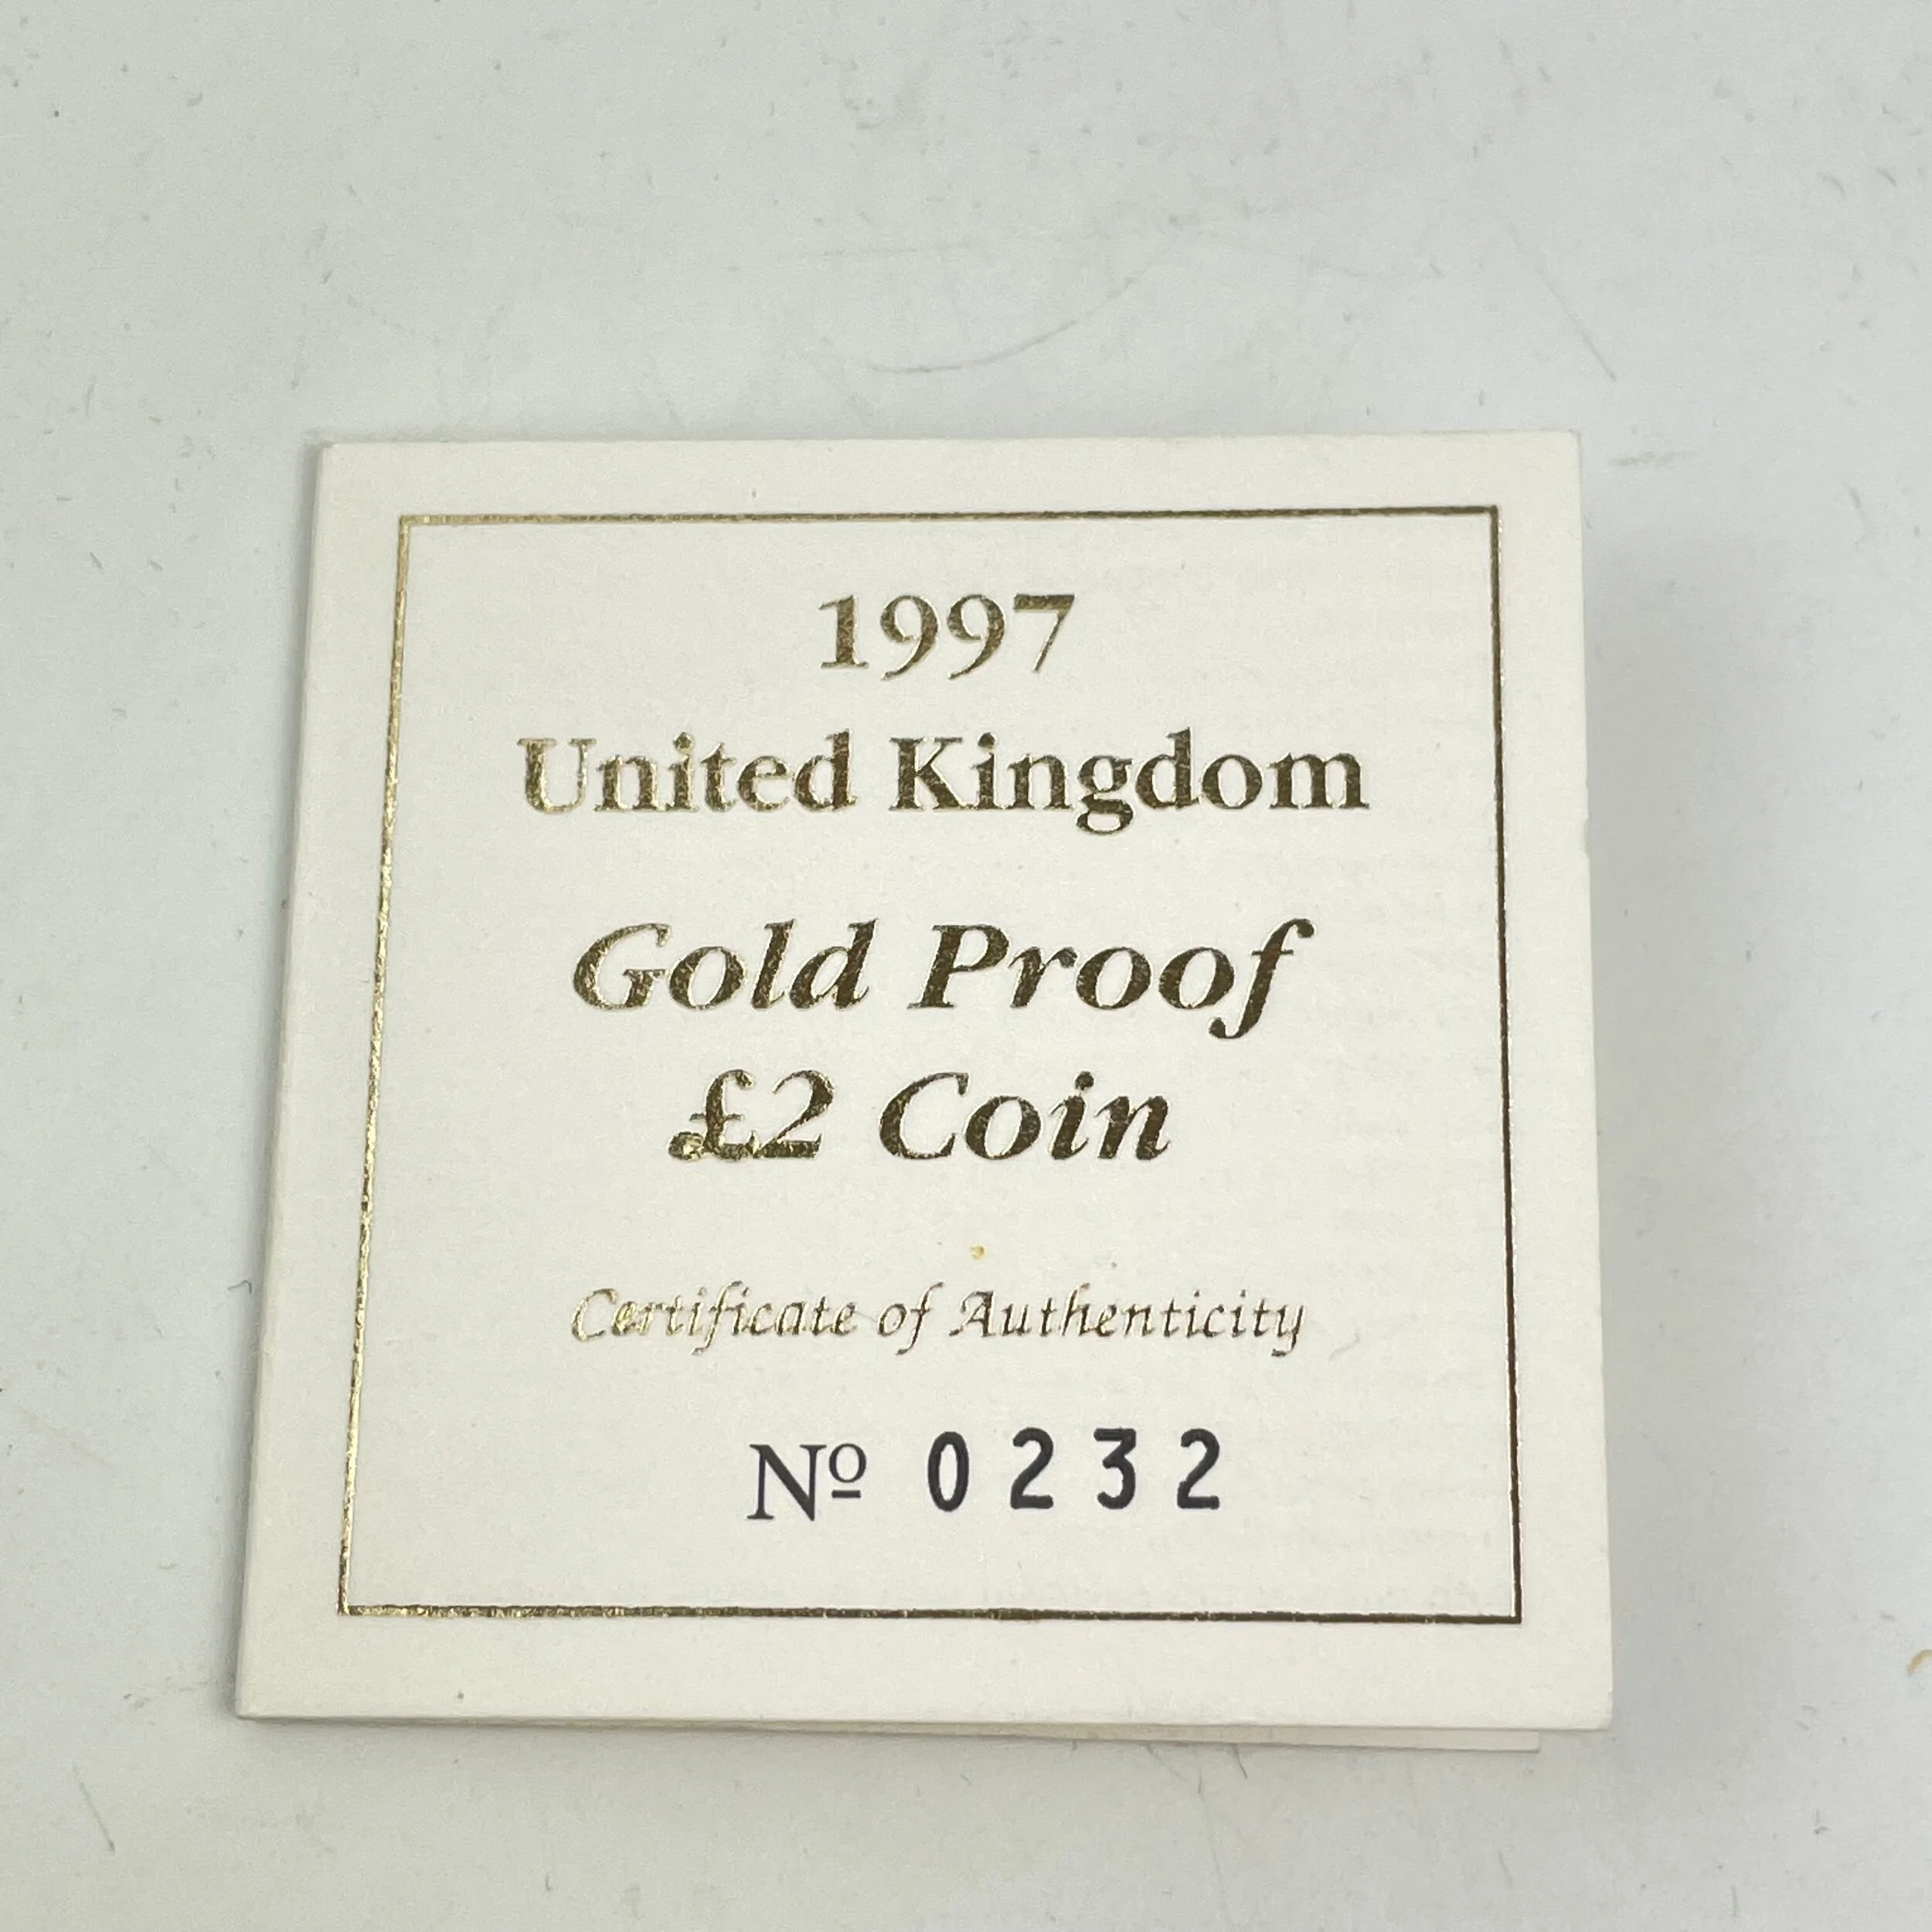 1997
United Kingdom
Gold Proof
£2 Coin
Certificate of Authenticity
Nº 0232